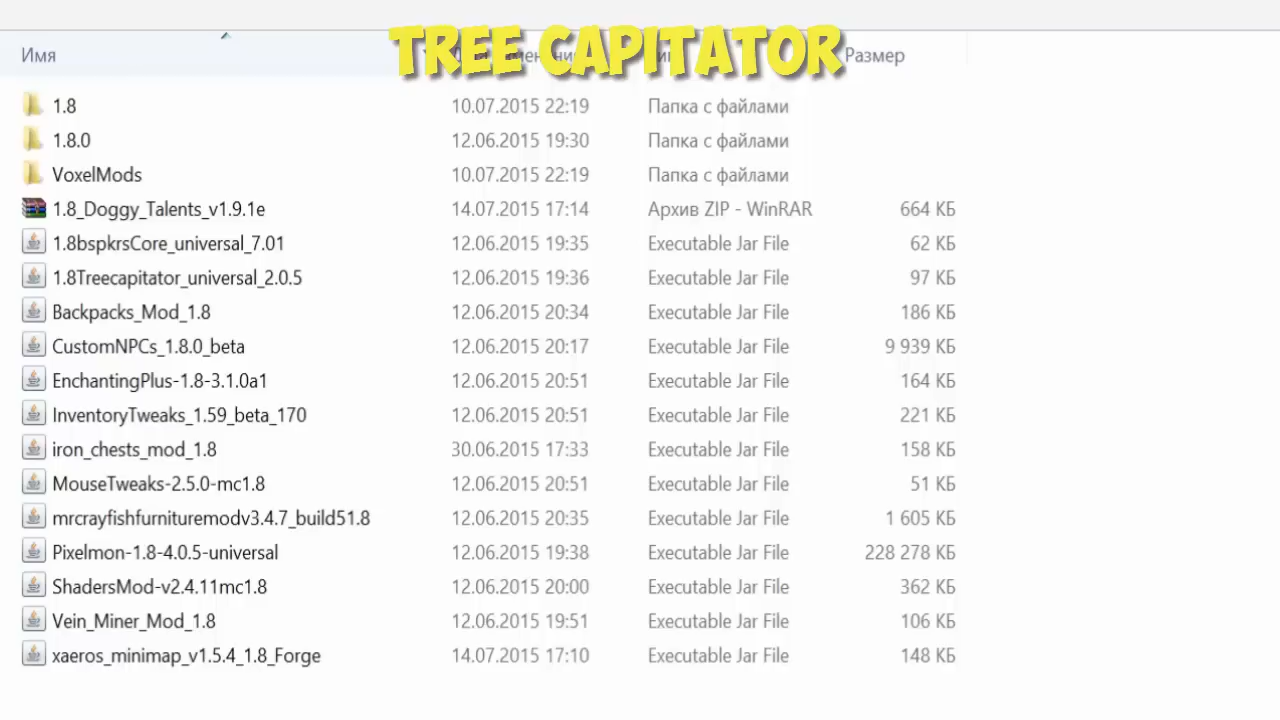 TREE CAPITATOR
Имя Размер
1.8 10.07.2015 22:19 Папка с файлами
1.8.0 12.06.2015 19:30 Папка с файлами
VoxelMods 10.07.2015 22:19 Папка с файлами
1.8_Doggy_Talents_v1.9.1e 14.07.2015 17:14 Архив ZIP - WinRAR 664 КБ
1.8bspkrsCore_universal_7.01 12.06.2015 19:35 Executable Jar File 62 КБ
1.8Treecapitator_universal_2.0.5 12.06.2015 19:36 Executable Jar File 97 КБ
Backpacks_Mod_1.8 12.06.2015 20:34 Executable Jar File 186 КБ
CustomNPCs_1.8.0_beta 12.06.2015 20:17 Executable Jar File 9 939 КБ
EnchantingPlus-1.8-3.1.0a1 12.06.2015 20:51 Executable Jar File 164 КБ
InventoryTweaks_1.59_beta_170 12.06.2015 20:51 Executable Jar File 221 КБ
iron_chests_mod_1.8 30.06.2015 17:33 Executable Jar File 158 КБ
MouseTweaks-2.5.0-mc1.8 12.06.2015 20:51 Executable Jar File 51 КБ
mrcrayfishfurnituremodv3.4.7_build51.8 12.06.2015 20:35 Executable Jar File 1 605 КБ
Pixelmon-1.8-4.0.5-universal 12.06.2015 19:38 Executable Jar File 228 278 КБ
ShadersMod-v2.4.11mc1.8 12.06.2015 20:00 Executable Jar File 362 КБ
Vein_Miner_Mod_1.8 12.06.2015 19:51 Executable Jar File 106 КБ
xaeros_minimap_v1.5.4_1.8_Forge 14.07.2015 17:10 Executable Jar File 148 КБ